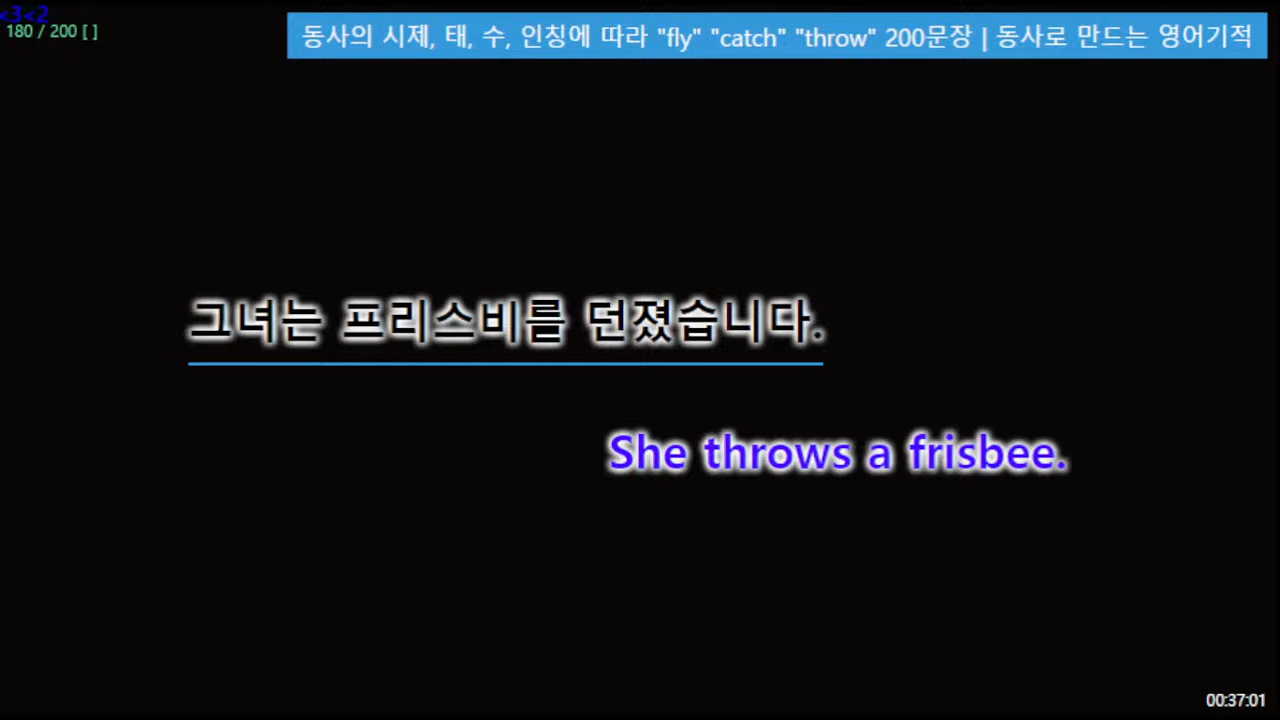 <3<2
180 / 200 [ ]
동사의 시제, 태, 수, 인칭에 따라 "fly" "catch" "throw" 200문장 | 동사로 만드는 영어기적
그녀는 프리스비를 던졌습니다.
She throws a frisbee.
00:37:01